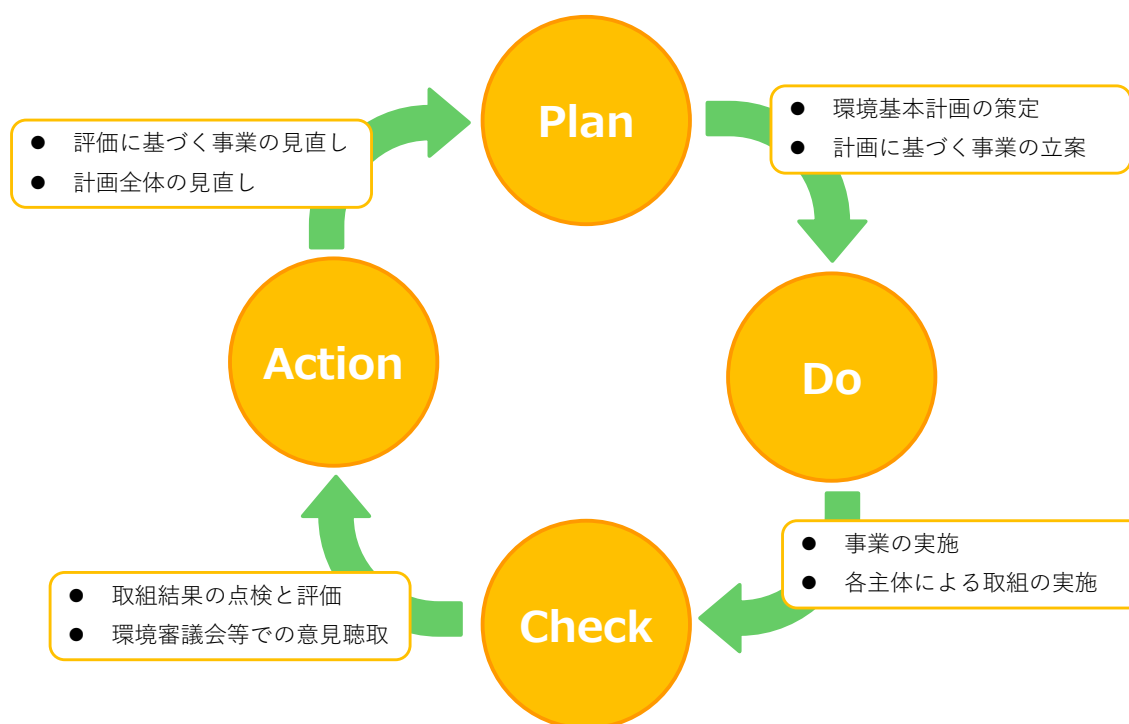 Plan
● 環境基本計画の策定
● 計画に基づく事業の立案
● 評価に基づく事業の見直し
● 計画全体の見直し
Action
Do
● 事業の実施
● 各主体による取組の実施
● 取組結果の点検と評価
● 環境審議会等での意見聴取
Check